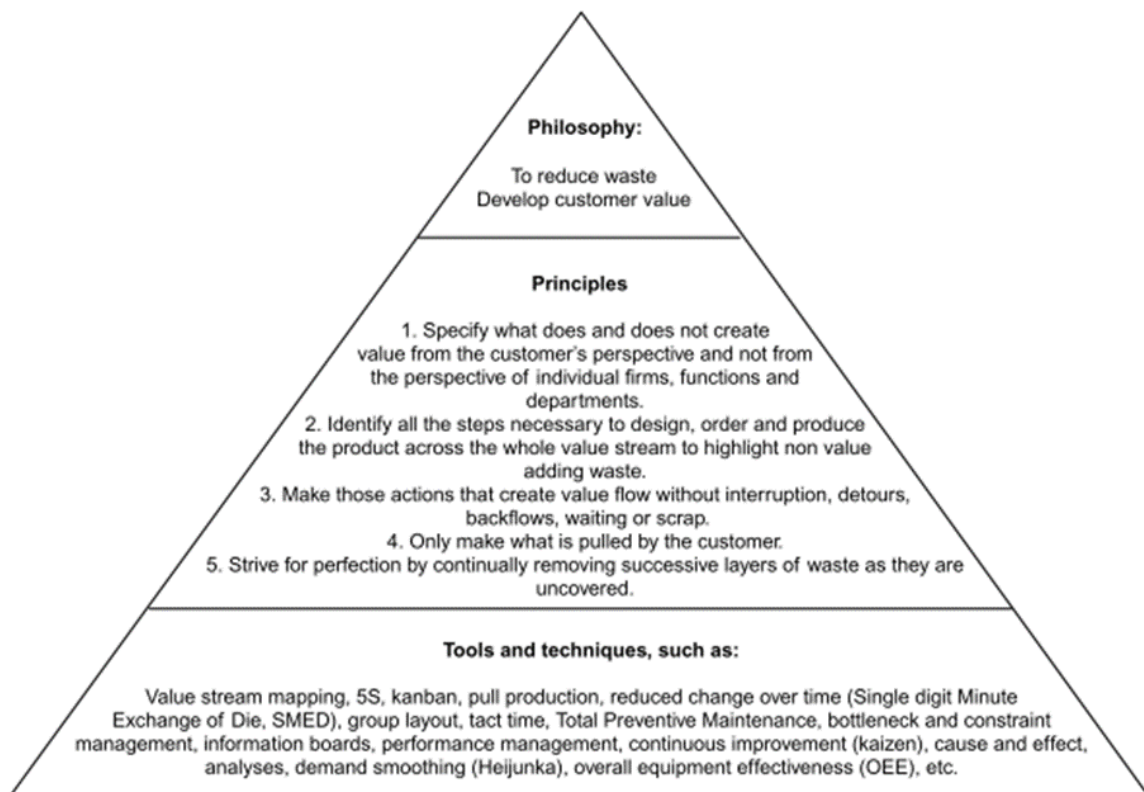 Philosophy:
To reduce waste
Develop customer value
Principles
1. Specify what does and does not create
value from the customer's perspective and not from
the perspective of individual firms, functions and
departments.
2. Identify all the steps necessary to design, order and produce
the product across the whole value stream to highlight non value
adding waste.
3. Make those actions that create value flow without interruption, detours,
backflows, waiting or scrap.
4. Only make what is pulled by the customer.
5. Strive for perfection by continually removing successive layers of waste as they are
uncovered.
Tools and techniques, such as:
Value stream mapping, 5S, kanban, pull production, reduced change over time (Single digit Minute
Exchange of Die, SMED), group layout, tact time, Total Preventive Maintenance, bottleneck and constraint
management, information boards, performance management, continuous improvement (kaizen), cause and effect,
analyses, demand smoothing (Heijunka), overall equipment effectiveness (OEE), etc.